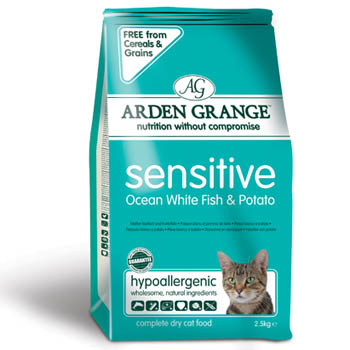 FREE from
Cereals &
Grains
AG
ARDEN GRANGE
nutrition without compromise
sensitive
Ocean White Fish & Potato
GUARANTEE
hypoallergenic
wholesome, natural ingredients
complete dry cat food
2.5kg e